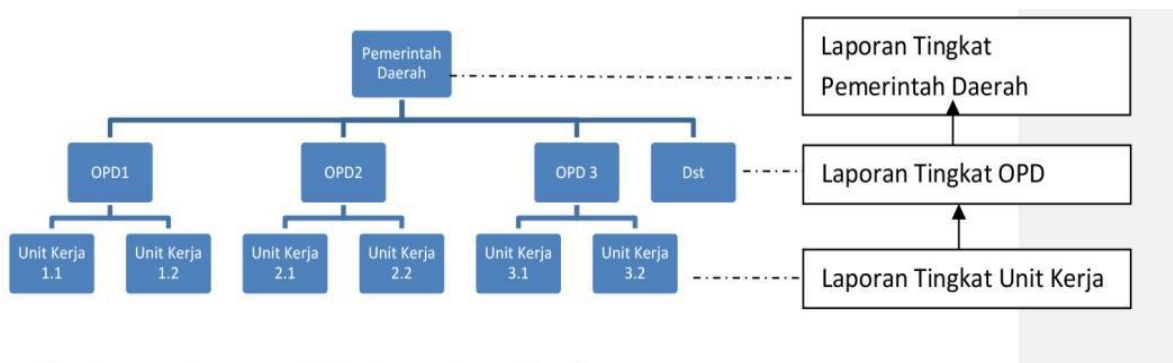 Pemerintah
Daerah
Laporan Tingkat
Pemerintah Daerah
OPD1
OPD2
OPD 3
Dst
Laporan Tingkat OPD
Unit Kerja
1.1
Unit Kerja
1.2
Unit Kerja
2.1
Unit Kerja
2.2
Unit Kerja
3.1
Unit Kerja
3.2
Laporan Tingkat Unit Kerja